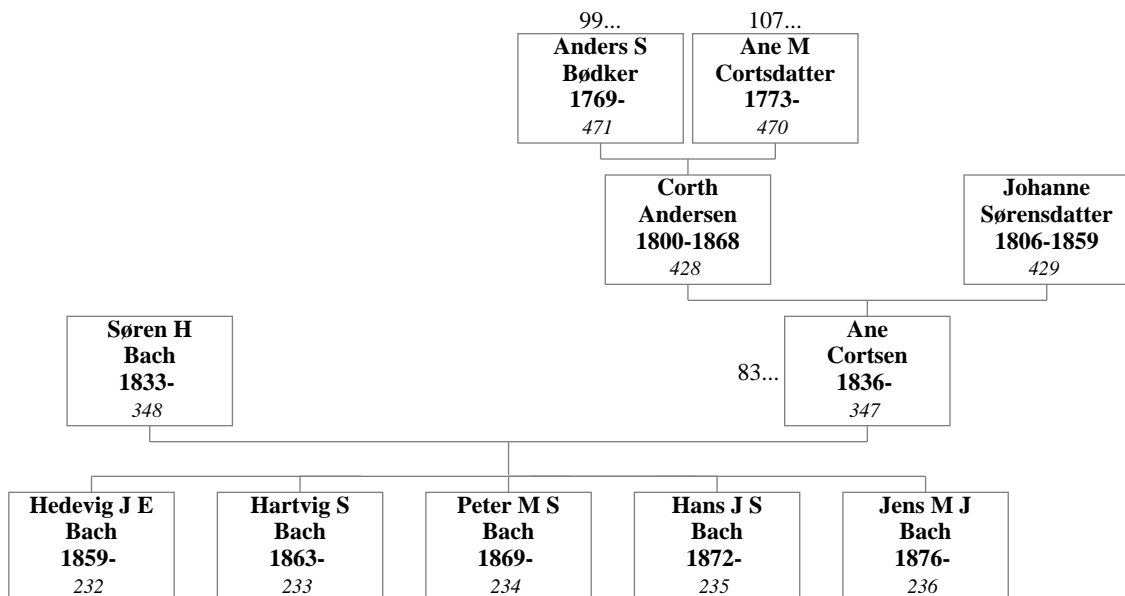 99...
107...
Anders S
Bødker
1769-
471
Ane M
Cortsdatter
1773-
470
Corth
Andersen
1800-1868
428
Johanne
Sørensdatter
1806-1859
429
Søren H
Bach
1833-
348
83...
Ane
Cortsen
1836-
347
Hedevig J E
Bach
1859-
232
Hartvig S
Bach
1863-
233
Peter M S
Bach
1869-
234
Hans J S
Bach
1872-
235
Jens M J
Bach
1876-
236